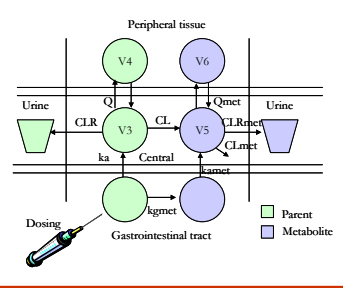 Peripheral tissue
V4
V6
Q
Qmet
Urine
Urine
CLR
V3
CL
V5
CLRmet
CLmet
ka
Central
kamet
kgmet
Dosing
Gastrointestinal tract
Parent
Metabolite